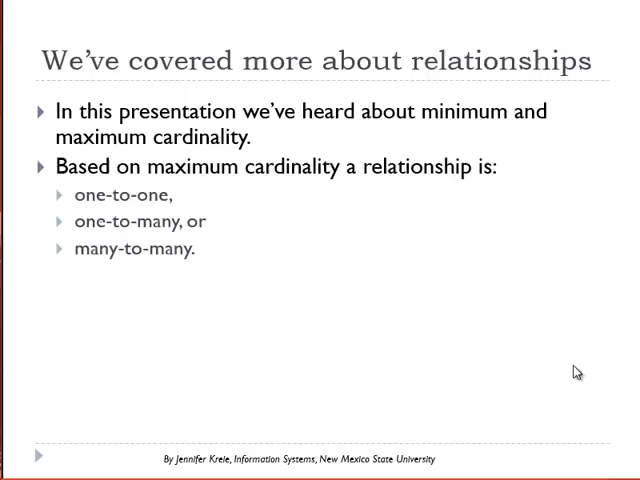 We've covered more about relationships
In this presentation we've heard about minimum and
maximum cardinality.
Based on maximum cardinality a relationship is:
one-to-one,
one-to-many, or
many-to-many.
By Jennifer Kreie, Information Systems, New Mexico State University